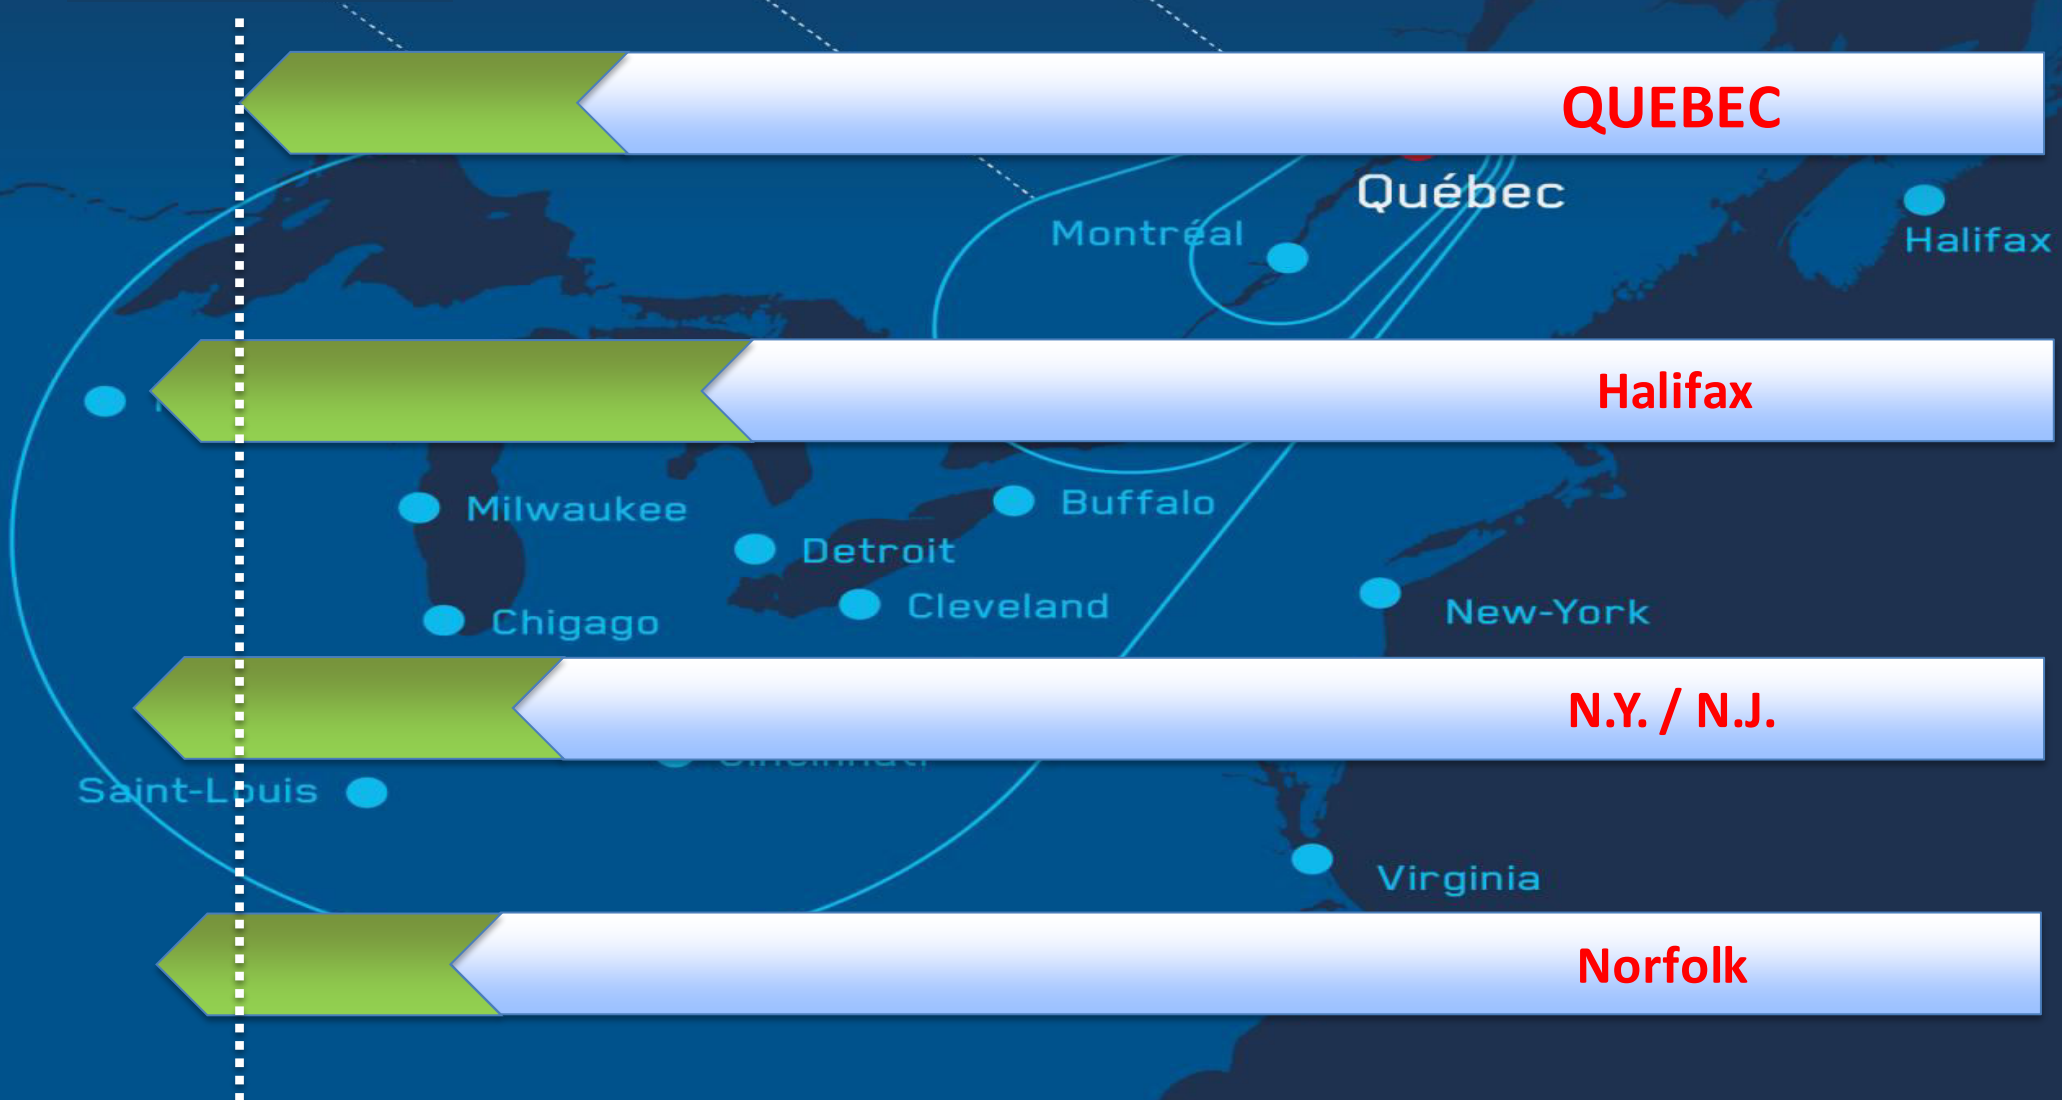 QUEBEC
Québec
Montréal
Halifax
Halifax
Milwaukee
Buffalo
Detroit
Cleveland
Chigago
New-York
N.Y. / N.J.
Saint-Louis
Virginia
Norfolk